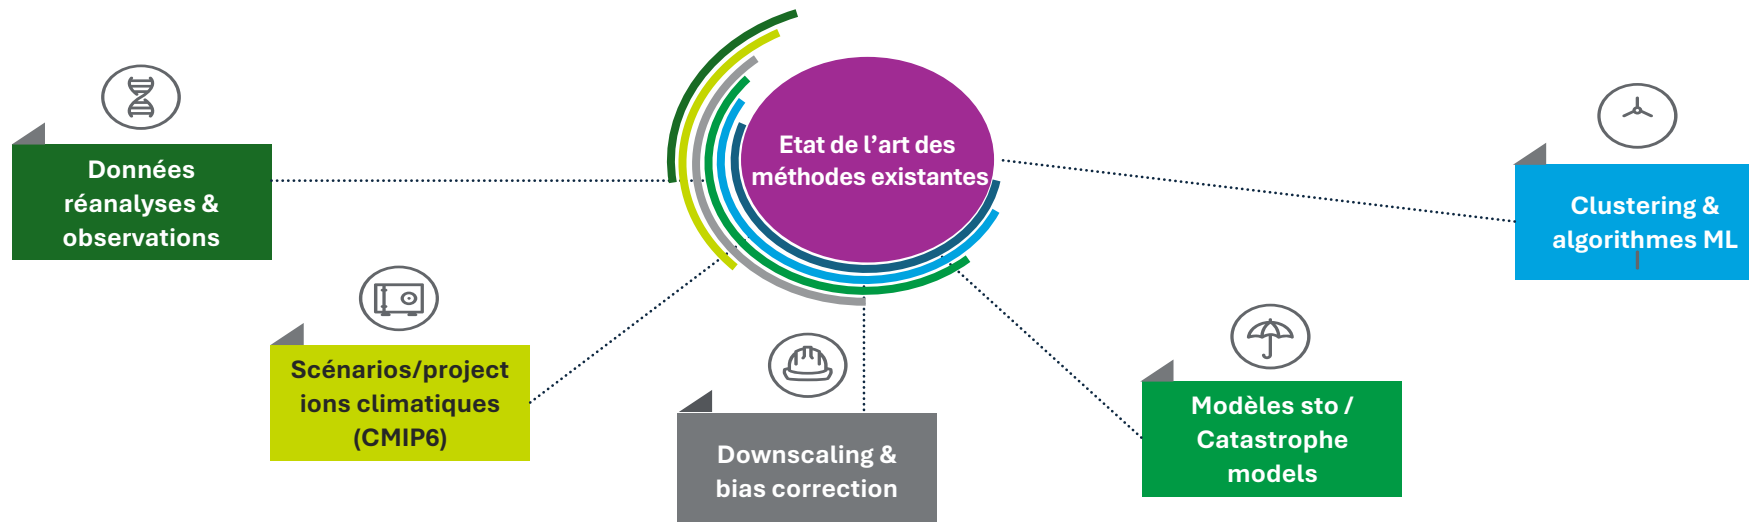 Etat de l’art des
méthodes existantes
Données
réanalyses &
observations
Scénarios/project
ions climatiques
(CMIP6)
Downscaling &
bias correction
Modèles sto /
Catastrophe
models
Clustering &
algorithmes ML